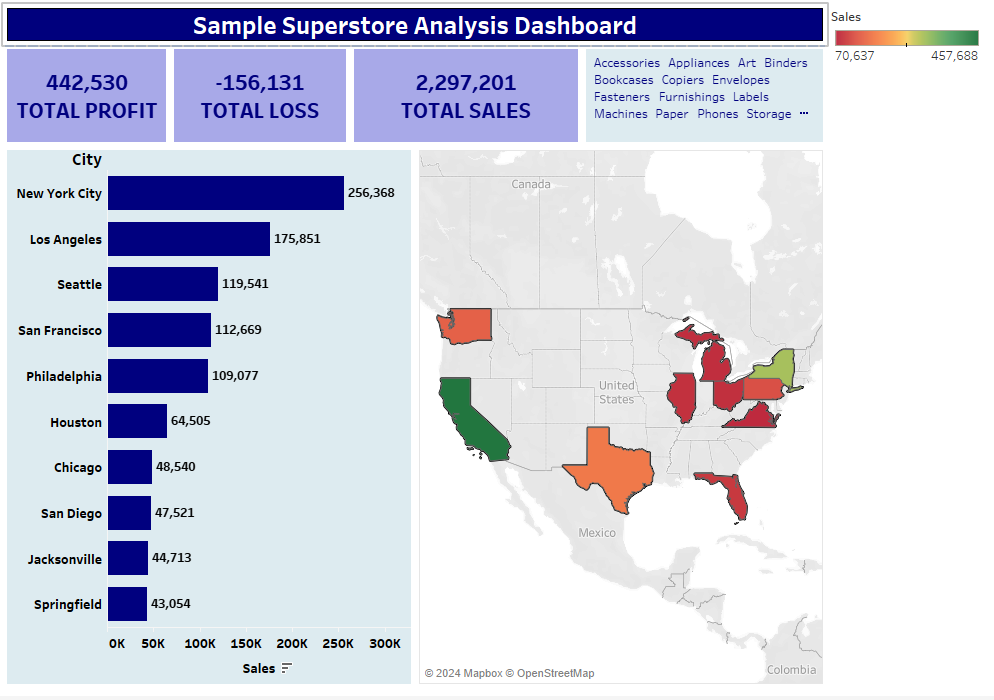 Sample Superstore Analysis Dashboard
Sales
70,637 457,688
442,530
TOTAL PROFIT
-156,131
TOTAL LOSS
2,297,201
TOTAL SALES
Accessories Appliances Art Binders
Bookcases Copiers Envelopes
Fasteners Furnishings Labels
Machines Paper Phones Storage ...
City
New York City 256,368
Los Angeles 175,851
Seattle 119,541
San Francisco 112,669
Philadelphia 109,077
Houston 64,505
Chicago 48,540
San Diego 47,521
Jacksonville 44,713
Springfield 43,054
0K 50K 100K 150K 200K 250K 300K
Sales
Canada
United
States
Mexico
Colombia
© 2024 Mapbox © OpenStreetMap